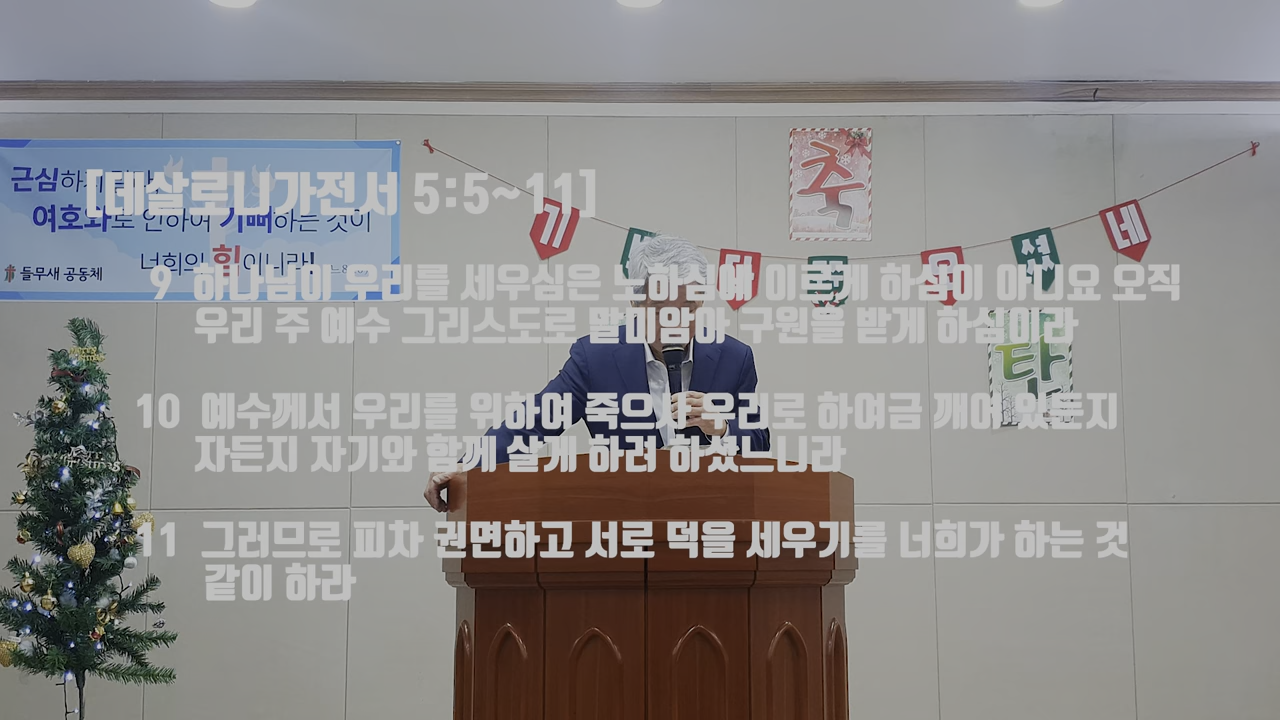 [데살로니가전서 5:5~11]
9 하나님이 우리를 세우심은 노하심에 이르게 하심이 아니요 오직
우리 주 예수 그리스도로 말미암아 구원을 받게 하심이라
10 예수께서 우리를 위하여 죽으사 우리로 하여금 깨어 있든지
자든지 자기와 함께 살게 하려 하셨느니라
11 그러므로 피차 권면하고 서로 덕을 세우기를 너희가 하는 것
같이 하라
근심하지
여호와로 인하여 기뻐하는 것이
너희의 힘이니라!
들무새 공동체
축
기 쁘 다 구 주 오 셨 네
탄